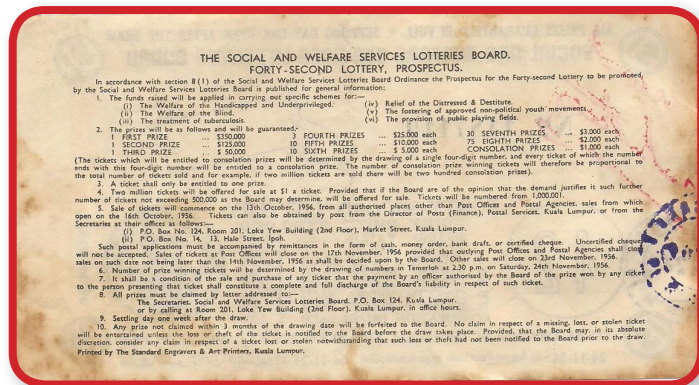 THE SOCIAL AND WELFARE SERVICES LOTTERIES BOARD.
FORTY-SECOND LOTTERY, PROSPECTUS.
In accordance with section 8 (1) of the Social and Welfare Services Lotteries Board Ordinance the Prospectus for the Forty-second Lottery to be promoted,
by the Social and Welfare Services Lotteries Board is published for general information:
1. The funds raised will be applied in carrying out specific schemes for:—
(i) The Welfare of the Handicapped and Underprivileged. (iv) Relief of the Distressed & Destitute.
(ii) The Welfare of the Blind. (v) The fostering of approved non-political youth movements.
(iii) The treatment of tuberculosis. (vi) The provision of public playing fields.
2. The prizes will be as follows and will be guaranteed:-
1 FIRST PRIZE ... $350,000 3 FOURTH PRIZES ... $25,000 each 30 SEVENTH PRIZES ... $3,000 each
1 SECOND PRIZE ... $125,000 10 FIFTH PRIZES ... $10,000 each 75 EIGHTH PRIZES ... $2,000 each
1 THIRD PRIZE ... $ 50,000 10 SIXTH PRIZES ... $ 5,000 each CONSOLATION PRIZES ... $1,000 each
(The tickets which will be entitled to consolation prizes will be determined by the drawing of a single four-digit number, and every ticket of which the number
ends with this four-digit number will be entitled to a consolation prize. The number of consolation prize winning tickets will therefore be proportional to
the total number of tickets sold and for example, if two million tickets are sold there will be two hundred consolation prizes).
3. A ticket shall only be entitled to one prize.
4. Two million tickets will be offered for sale at $1 a ticket. Provided that if the Board are of the opinion that the demand justifies it such further
number of tickets not exceeding 500,000 as the Board may determine, will be offered for sale. Tickets will be numbered from 1,000,001.
5. Sale of tickets will commence on the 13th October, 1956, from all authorised places other than Post Offices and Postal Agencies, sales from which
open on the 16th October, 1956. Tickets can also be obtained by post from the Director of Posts (Finance), Postal Services, Kuala Lumpur, or from the
Secretaries at their offices as follows:—
(i) P.O. Box No. 124, Room 201, Loke Yew Building (2nd Floor), Market Street, Kuala Lumpur.
(ii) P.O. Box No. 14, 13, Hale Street, Ipoh.
Such postal applications must be accompanied by remittances in the form of cash, money order, bank draft, or certified cheque. Uncertified cheques
will not be accepted. Sales of tickets at Post Offices will close on the 17th November, 1956 provided that outlying Post Offices and Postal Agencies shall close
sales on such date not being later than the 14th November, 1956 as shall be decided upon by the Board. Other sales will close on 23rd November, 1956.
6. Number of prize winning tickets will be determined by the drawing of numbers in Temerloh at 2.30 p.m. on Saturday, 24th November, 1956.
7. It shall be a condition of the sale and purchase of any ticket that the payment by an officer authorised by the Board of the prize won by any ticket
to the person presenting that ticket shall constitute a complete and full discharge of the Board's liability in respect of such ticket.
8. All prizes must be claimed by letter addressed to:—
The Secretaries, Social and Welfare Services Lotteries Board, P.O. Box 124, Kuala Lumpur.
or by calling at Room 201, Loke Yew Building (2nd Floor), Kuala Lumpur, in office hours.
9. Settling day one week after the draw.
10. Any prize not claimed within 3 months of the drawing date will be forfeited to the Board. No claim in respect of a missing, lost, or stolen ticket
will be entertained unless the loss or theft of the ticket is notified to the Board before the draw takes place. Provided, that the Board may, in its absolute
discretion, consider any claim in respect of a ticket lost or stolen notwithstanding that such loss or theft had not been notified to the Board prior to the draw.
Printed by The Standard Engravers & Art Printers, Kuala Lumpur.